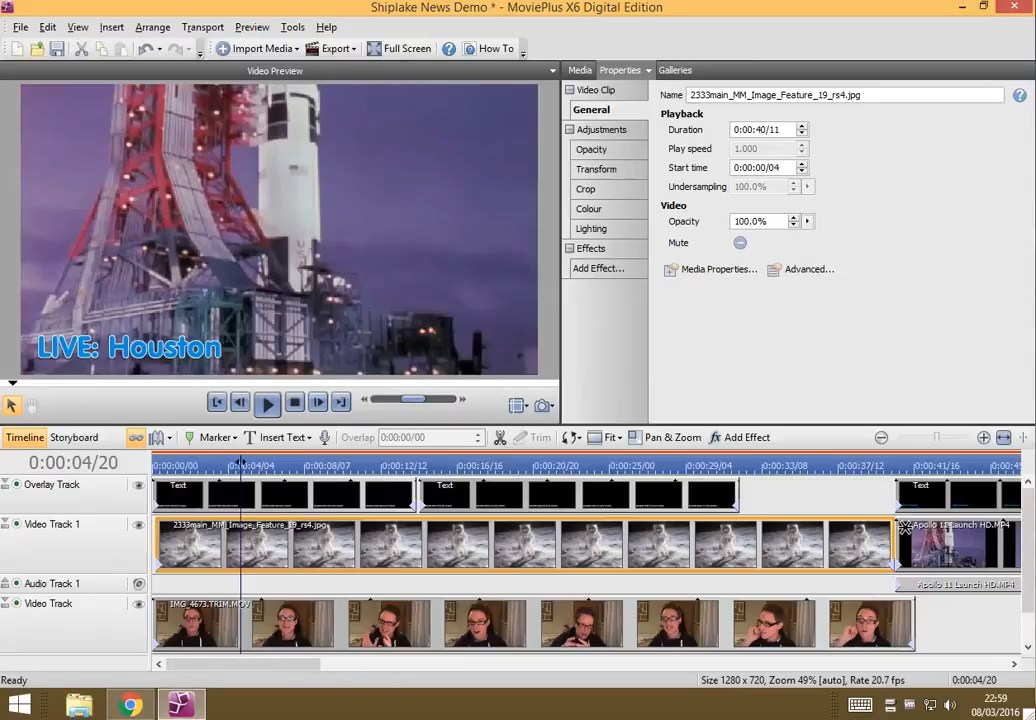 Shiplake News Demo * - MoviePlus X6 Digital Edition
File Edit View Insert Arrange Transport Preview Tools Help
Import Media Export Full Screen ? How To
Video Preview
Media Properties Galleries
LIVE: Houston
Video Clip
General
Adjustments
Opacity
Transform
Crop
Colour
Lighting
Effects
Add Effect...
Name 2333main_MM_Image_Feature_19_rs4.jpg ?
Playback
Duration 0:00:40/11
Play speed 1.000
Start time 0:00:00/04
Undersampling 100.0%
Video
Opacity 100.0%
Mute
Media Properties... Advanced...
Timeline Storyboard Marker Insert Text Overlap 0:00:00/00 Trim Fit Pan & Zoom fx Add Effect
0:00:04/20 0:00:00/00 0:00:04/04 0:00:08/07 0:00:12/12 0:00:16/16 0:00:20/20 0:00:25/00 0:00:29/04 0:00:33/08 0:00:37/12 0:00:41/16
Overlay Track Text Text Text
Video Track 1 2333main_MM_Image_Feature_19_rs4.jpg Apollo 11 Launch HD.MP4
Audio Track 1 Apollo 11 Launch HD.MP4
Video Track IMG_4673.TRIM.MOV
Ready Size 1280 x 720, Zoom 49% [auto], Rate 20.7 fps 0:00:04/20
22:59
08/03/2016